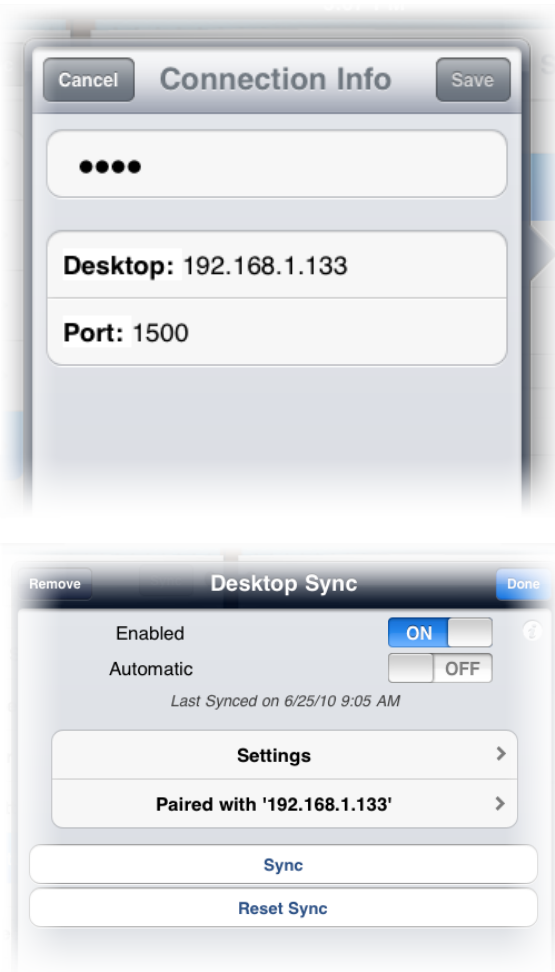 Cancel Connection Info Save
••••
Desktop: 192.168.1.133
Port: 1500
Remove Desktop Sync Done
Enabled ON
Automatic OFF
Last Synced on 6/25/10 9:05 AM
Settings
Paired with '192.168.1.133'
Sync
Reset Sync